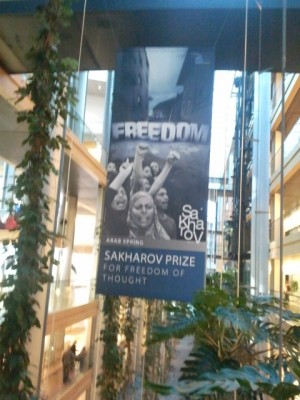 FREEDOM
Sa
kha
rov
ARAB SPRING
SAKHAROV PRIZE
FOR FREEDOM OF
THOUGHT